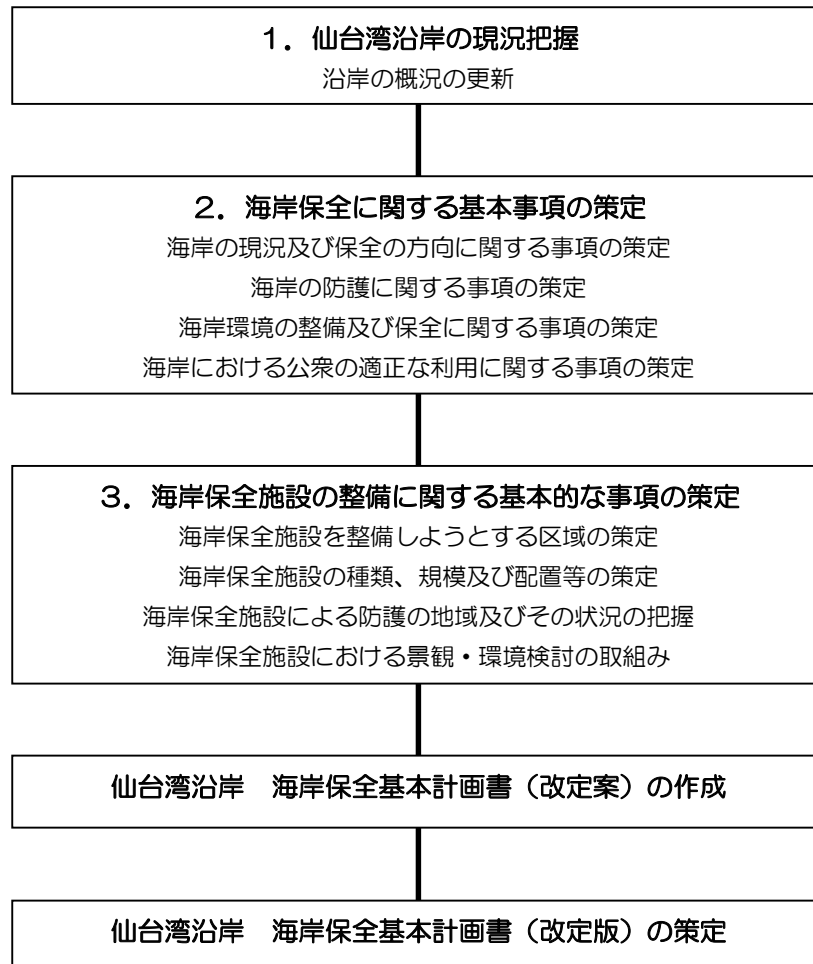 １．仙台湾沿岸の現況把握
沿岸の概況の更新
２．海岸保全に関する基本事項の策定
海岸の現況及び保全の方向に関する事項の策定
海岸の防護に関する事項の策定
海岸環境の整備及び保全に関する事項の策定
海岸における公衆の適正な利用に関する事項の策定
３．海岸保全施設の整備に関する基本的な事項の策定
海岸保全施設を整備しようとする区域の策定
海岸保全施設の種類、規模及び配置等の策定
海岸保全施設による防護の地域及びその状況の把握
海岸保全施設における景観・環境検討の取組み
仙台湾沿岸　海岸保全基本計画書（改定案）の作成
仙台湾沿岸　海岸保全基本計画書（改定版）の策定